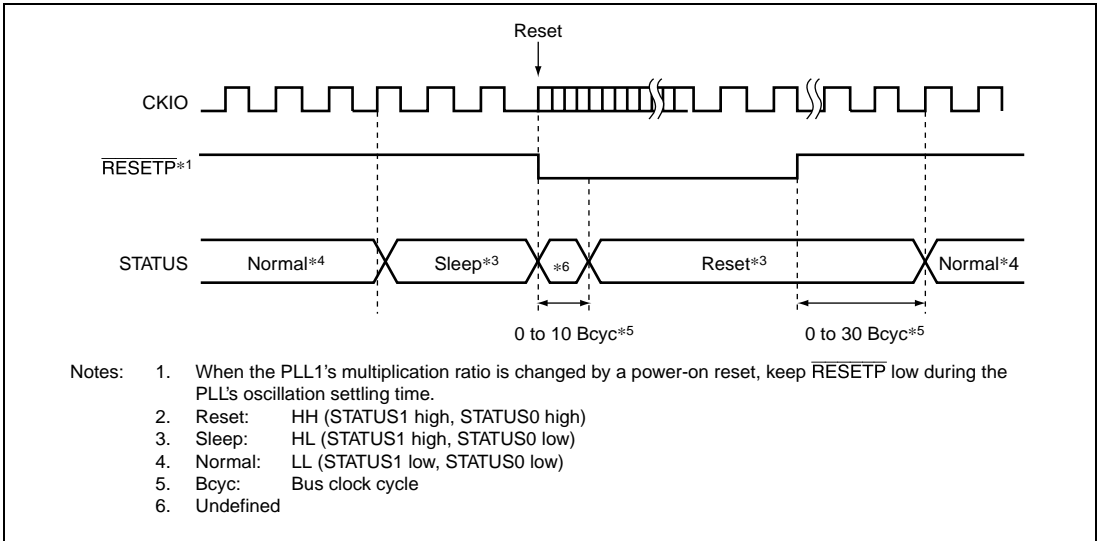 Reset
CKIO
RESETP*1
STATUS
Normal*4
Sleep*3
*6
Reset*3
Normal*4
0 to 10 Bcyc*5
0 to 30 Bcyc*5
Notes: 1. When the PLL1's multiplication ratio is changed by a power-on reset, keep RESETP low during the
PLL's oscillation settling time.
2. Reset: HH (STATUS1 high, STATUS0 high)
3. Sleep: HL (STATUS1 high, STATUS0 low)
4. Normal: LL (STATUS1 low, STATUS0 low)
5. Bcyc: Bus clock cycle
6. Undefined